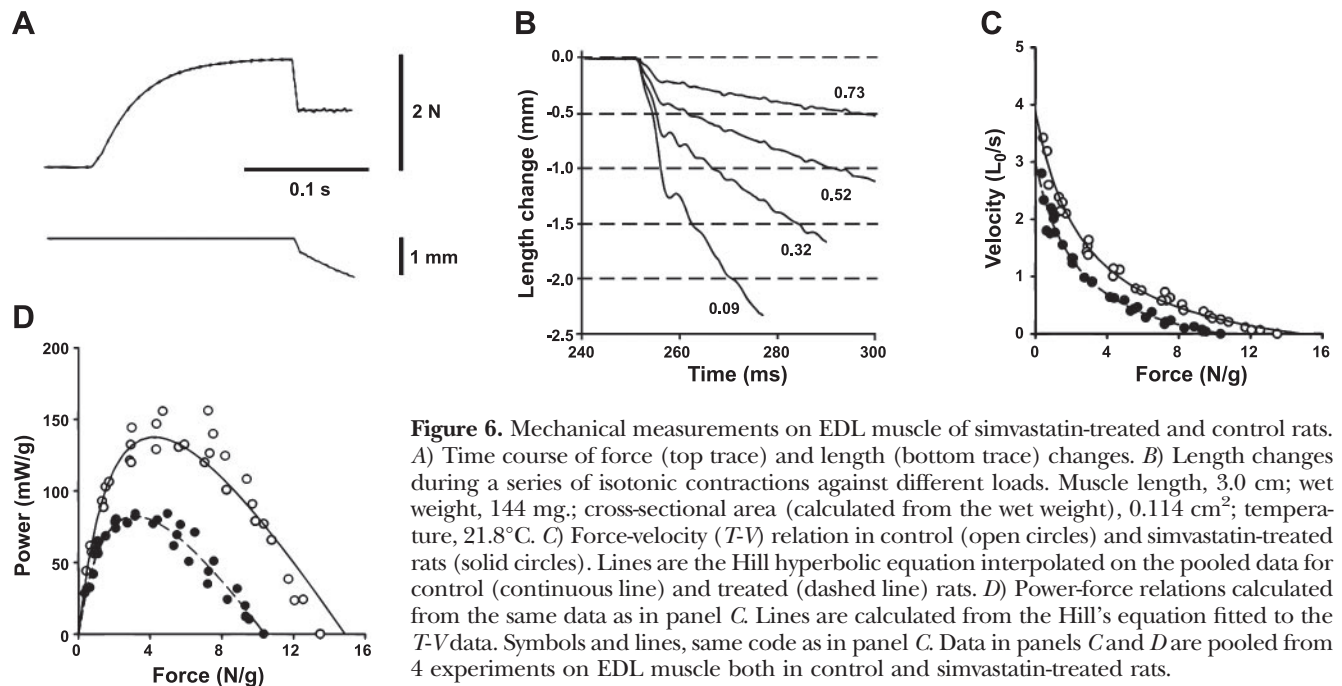 A
2 N
0.1 s
1 mm
B
Length change (mm)
0.0
-0.5
-1.0
-1.5
-2.0
-2.5
0.73
0.52
0.32
0.09
240 260 280 300
Time (ms)
C
Velocity (L0/s)
5
4
3
2
1
0
0 4 8 12 16
Force (N/g)
D
Power (mW/g)
200
150
100
50
0
0 4 8 12 16
Force (N/g)
Figure 6. Mechanical measurements on EDL muscle of simvastatin-treated and control rats.
A) Time course of force (top trace) and length (bottom trace) changes. B) Length changes
during a series of isotonic contractions against different loads. Muscle length, 3.0 cm; wet
weight, 144 mg.; cross-sectional area (calculated from the wet weight), 0.114 cm²; tempera-
ture, 21.8°C. C) Force-velocity (T-V) relation in control (open circles) and simvastatin-treated
rats (solid circles). Lines are the Hill hyperbolic equation interpolated on the pooled data for
control (continuous line) and treated (dashed line) rats. D) Power-force relations calculated
from the same data as in panel C. Lines are calculated from the Hill's equation fitted to the
T-V data. Symbols and lines, same code as in panel C. Data in panels C and D are pooled from
4 experiments on EDL muscle both in control and simvastatin-treated rats.